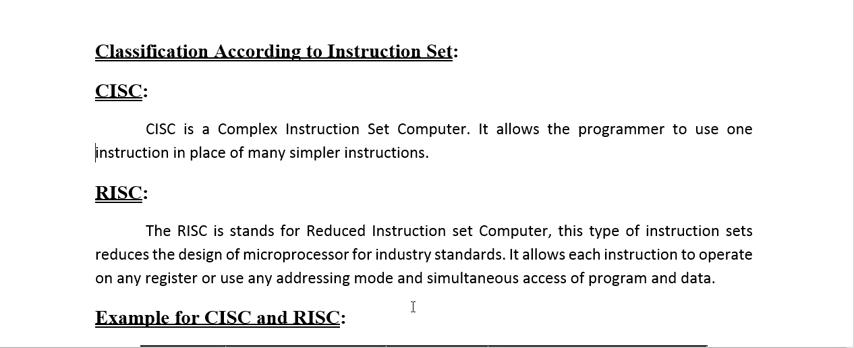 Classification According to Instruction Set:
CISC:
CISC is a Complex Instruction Set Computer. It allows the programmer to use one
instruction in place of many simpler instructions.
RISC:
The RISC is stands for Reduced Instruction set Computer, this type of instruction sets
reduces the design of microprocessor for industry standards. It allows each instruction to operate
on any register or use any addressing mode and simultaneous access of program and data.
Example for CISC and RISC: